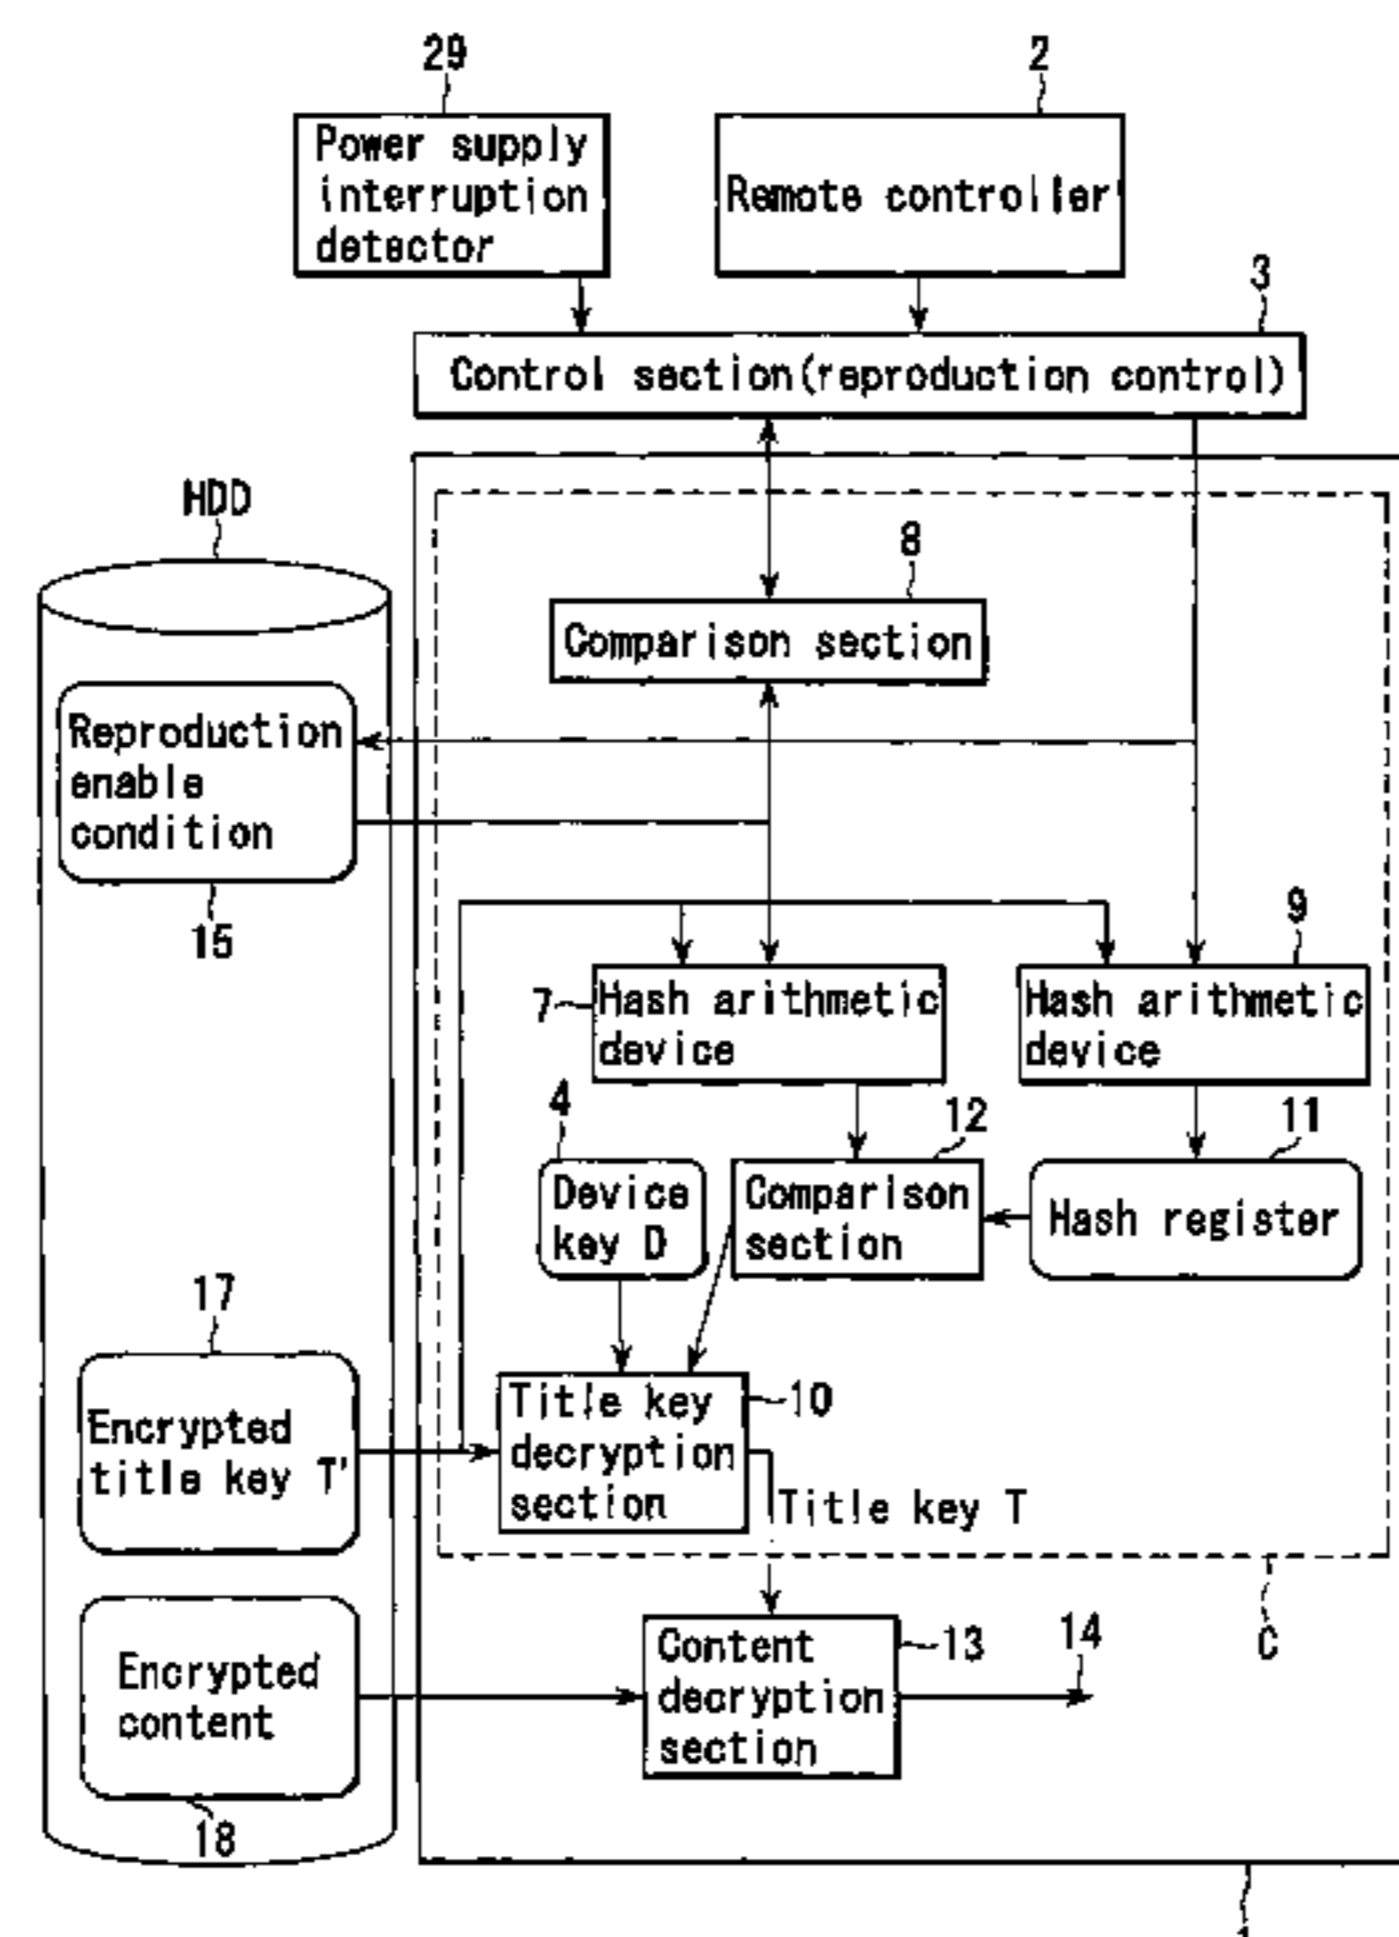 29
2
Power supply
interruption
detector
Remote controller
3
Control section(reproduction control)
HDD
8
Comparison section
Reproduction
enable
condition
15
9
7
Hash arithmetic
device
Hash arithmetic
device
4
12
11
Device
key D
Comparison
section
Hash register
17
Encrypted
title key T'
Title key
decryption
section
10
Title key T
C
Encrypted
content
18
Content
decryption
section
13
14